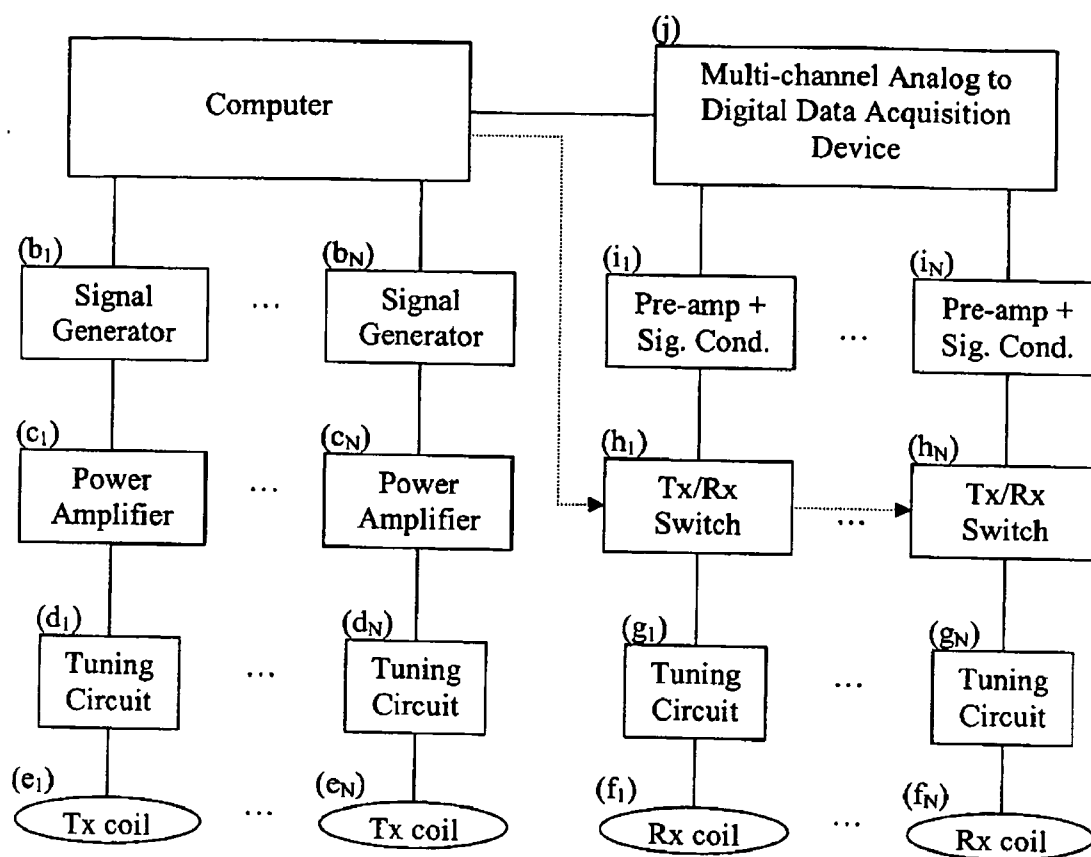 (j)
Computer
Multi-channel Analog to
Digital Data Acquisition
Device
(b₁)
(bN)
(i₁)
(iN)
Signal
Generator
...
Signal
Generator
Pre-amp +
Sig. Cond.
...
Pre-amp +
Sig. Cond.
(c₁)
(cN)
(h₁)
(hN)
Power
Amplifier
...
Power
Amplifier
Tx/Rx
Switch
...
Tx/Rx
Switch
(d₁)
(dN)
(g₁)
(gN)
Tuning
Circuit
...
Tuning
Circuit
Tuning
Circuit
...
Tuning
Circuit
(e₁)
(eN)
(f₁)
(fN)
Tx coil
...
Tx coil
Rx coil
...
Rx coil